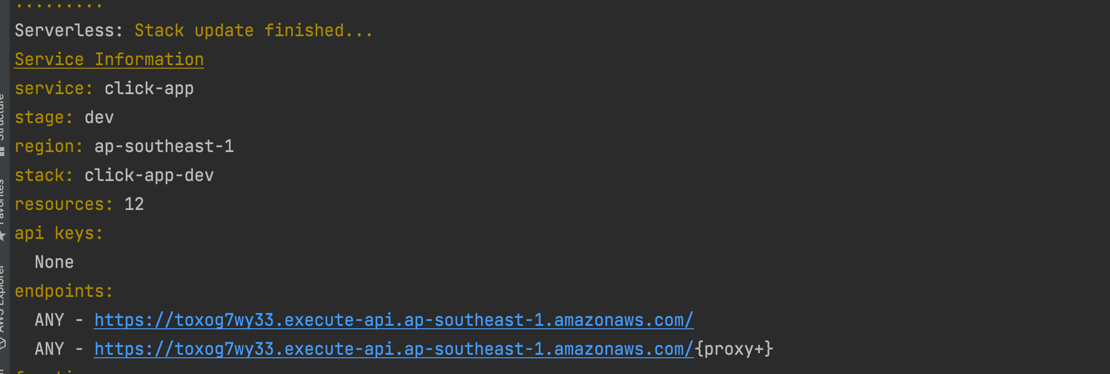 .........
Serverless: Stack update finished...
Service Information
service: click-app
stage: dev
region: ap-southeast-1
stack: click-app-dev
resources: 12
api keys:
None
endpoints:
ANY - https://toxog7wy33.execute-api.ap-southeast-1.amazonaws.com/
ANY - https://toxog7wy33.execute-api.ap-southeast-1.amazonaws.com/{proxy+}
Structure
Favorites
AWS Explorer